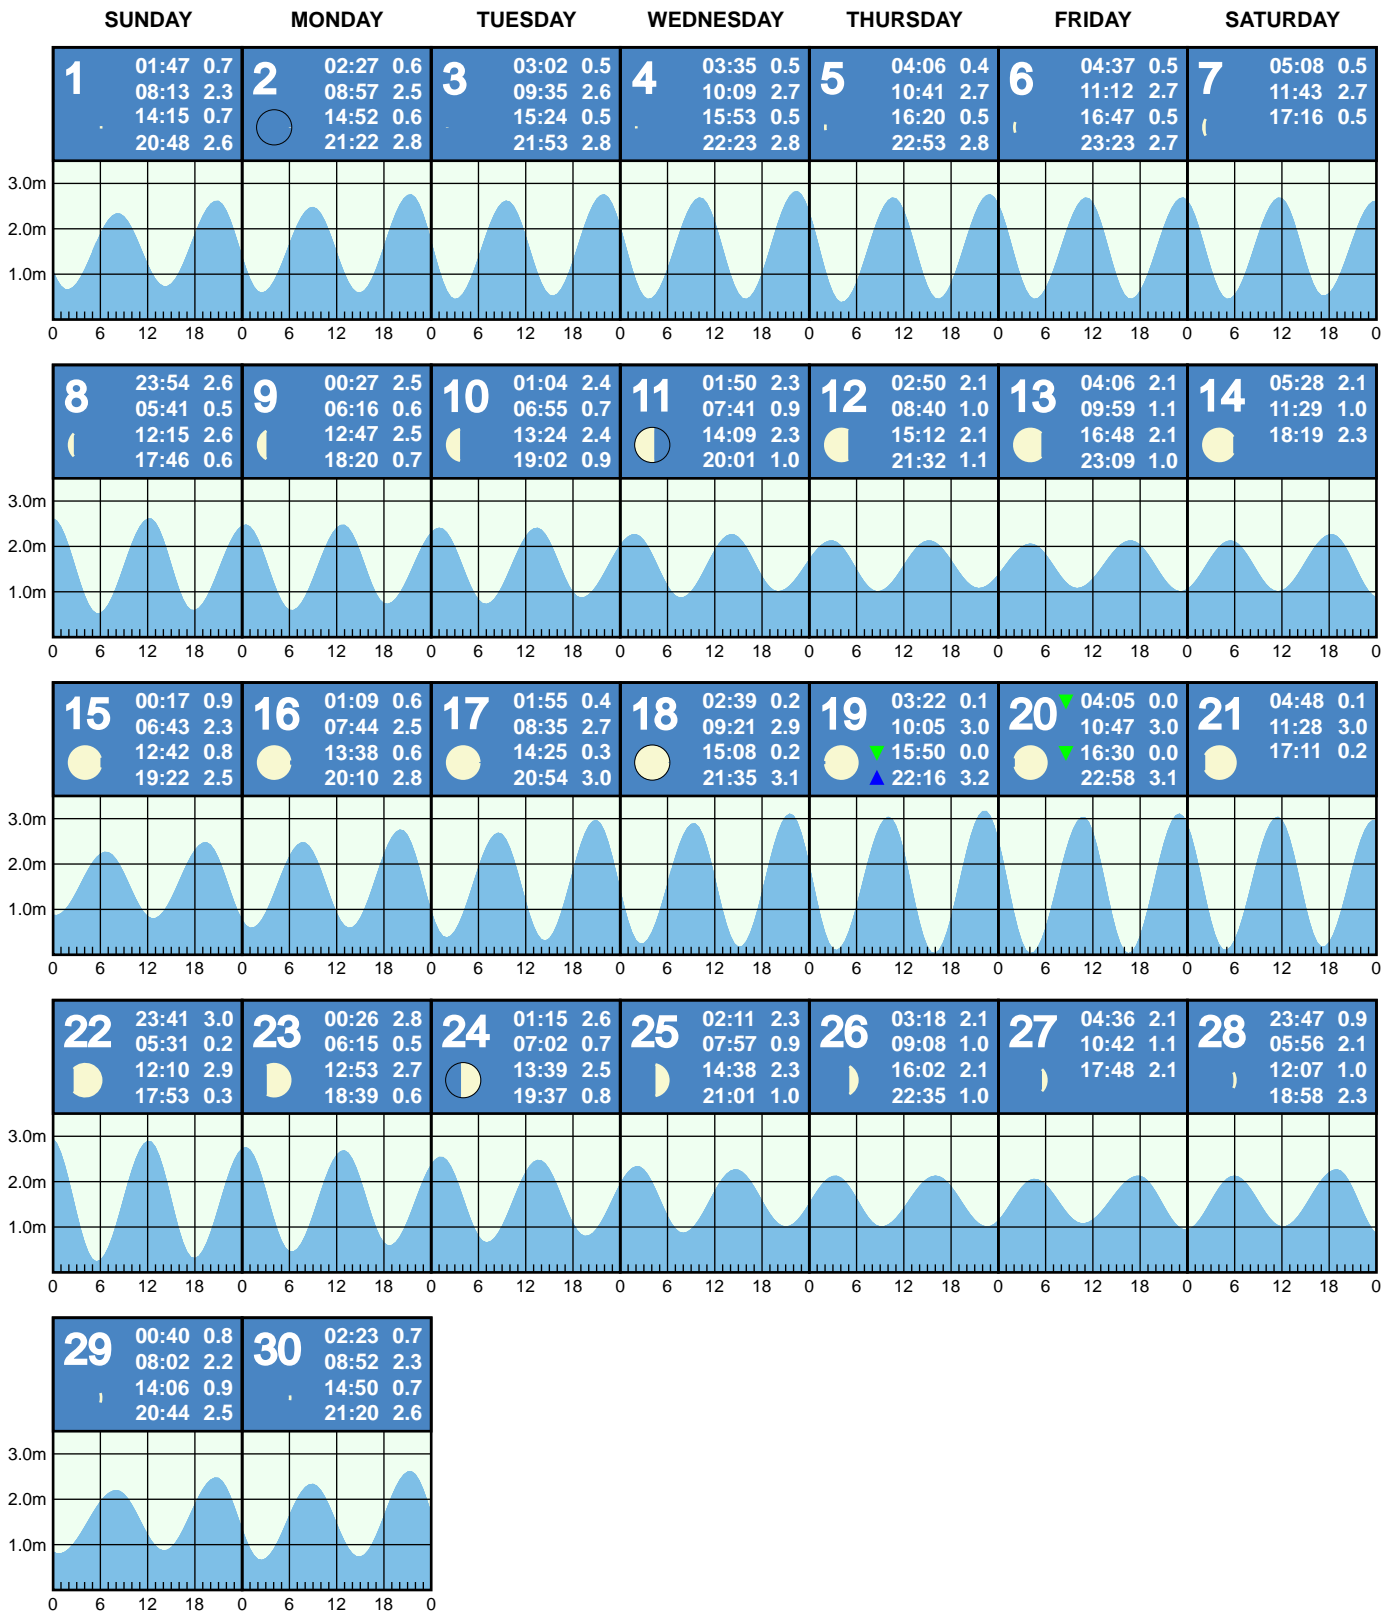 SUNDAY MONDAY TUESDAY WEDNESDAY THURSDAY FRIDAY SATURDAY
1 01:47 0.7
08:13 2.3
14:15 0.7
20:48 2.6
2 02:27 0.6
08:57 2.5
14:52 0.6
21:22 2.8
3 03:02 0.5
09:35 2.6
15:24 0.5
21:53 2.8
4 03:35 0.5
10:09 2.7
15:53 0.5
22:23 2.8
5 04:06 0.4
10:41 2.7
16:20 0.5
22:53 2.8
6 04:37 0.5
11:12 2.7
16:47 0.5
23:23 2.7
7 05:08 0.5
11:43 2.7
17:16 0.5
3.0m
2.0m
1.0m
0 6 12 18 0 6 12 18 0 6 12 18 0 6 12 18 0 6 12 18 0 6 12 18 0 6 12 18 0
8 23:54 2.6
05:41 0.5
12:15 2.6
17:46 0.6
9 00:27 2.5
06:16 0.6
12:47 2.5
18:20 0.7
10 01:04 2.4
06:55 0.7
13:24 2.4
19:02 0.9
11 01:50 2.3
07:41 0.9
14:09 2.3
20:01 1.0
12 02:50 2.1
08:40 1.0
15:12 2.1
21:32 1.1
13 04:06 2.1
09:59 1.1
16:48 2.1
23:09 1.0
14 05:28 2.1
11:29 1.0
18:19 2.3
3.0m
2.0m
1.0m
0 6 12 18 0 6 12 18 0 6 12 18 0 6 12 18 0 6 12 18 0 6 12 18 0 6 12 18 0
15 00:17 0.9
06:43 2.3
12:42 0.8
19:22 2.5
16 01:09 0.6
07:44 2.5
13:38 0.6
20:10 2.8
17 01:55 0.4
08:35 2.7
14:25 0.3
20:54 3.0
18 02:39 0.2
09:21 2.9
15:08 0.2
21:35 3.1
19 03:22 0.1
10:05 3.0
15:50 0.0
22:16 3.2
20 04:05 0.0
10:47 3.0
16:30 0.0
22:58 3.1
21 04:48 0.1
11:28 3.0
17:11 0.2
3.0m
2.0m
1.0m
0 6 12 18 0 6 12 18 0 6 12 18 0 6 12 18 0 6 12 18 0 6 12 18 0 6 12 18 0
22 23:41 3.0
05:31 0.2
12:10 2.9
17:53 0.3
23 00:26 2.8
06:15 0.5
12:53 2.7
18:39 0.6
24 01:15 2.6
07:02 0.7
13:39 2.5
19:37 0.8
25 02:11 2.3
07:57 0.9
14:38 2.3
21:01 1.0
26 03:18 2.1
09:08 1.0
16:02 2.1
22:35 1.0
27 04:36 2.1
10:42 1.1
17:48 2.1
28 23:47 0.9
05:56 2.1
12:07 1.0
18:58 2.3
3.0m
2.0m
1.0m
0 6 12 18 0 6 12 18 0 6 12 18 0 6 12 18 0 6 12 18 0 6 12 18 0 6 12 18 0
29 00:40 0.8
08:02 2.2
14:06 0.9
20:44 2.5
30 02:23 0.7
08:52 2.3
14:50 0.7
21:20 2.6
3.0m
2.0m
1.0m
0 6 12 18 0 6 12 18 0